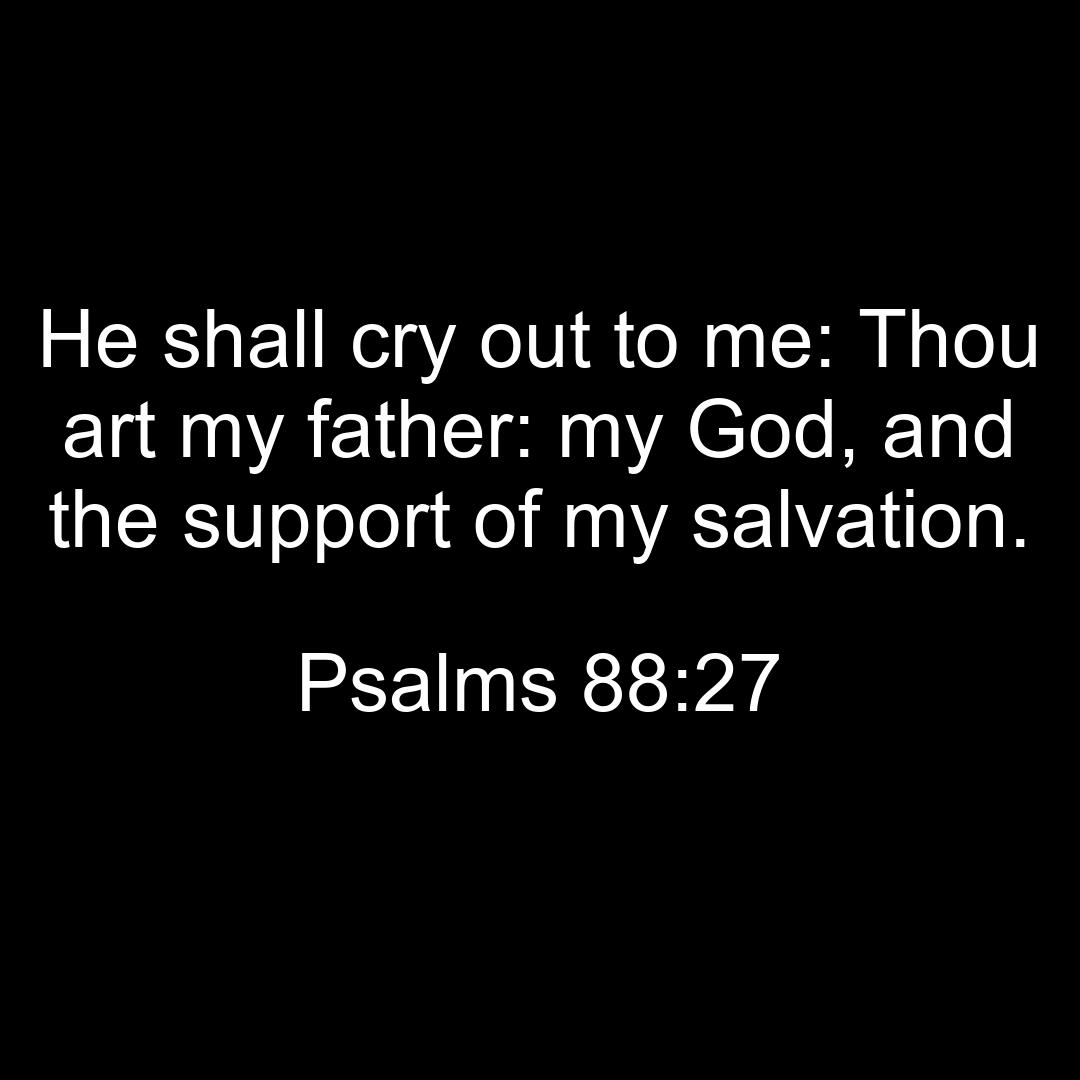 He shall cry out to me: Thou
art my father: my God, and
the support of my salvation.
Psalms 88:27